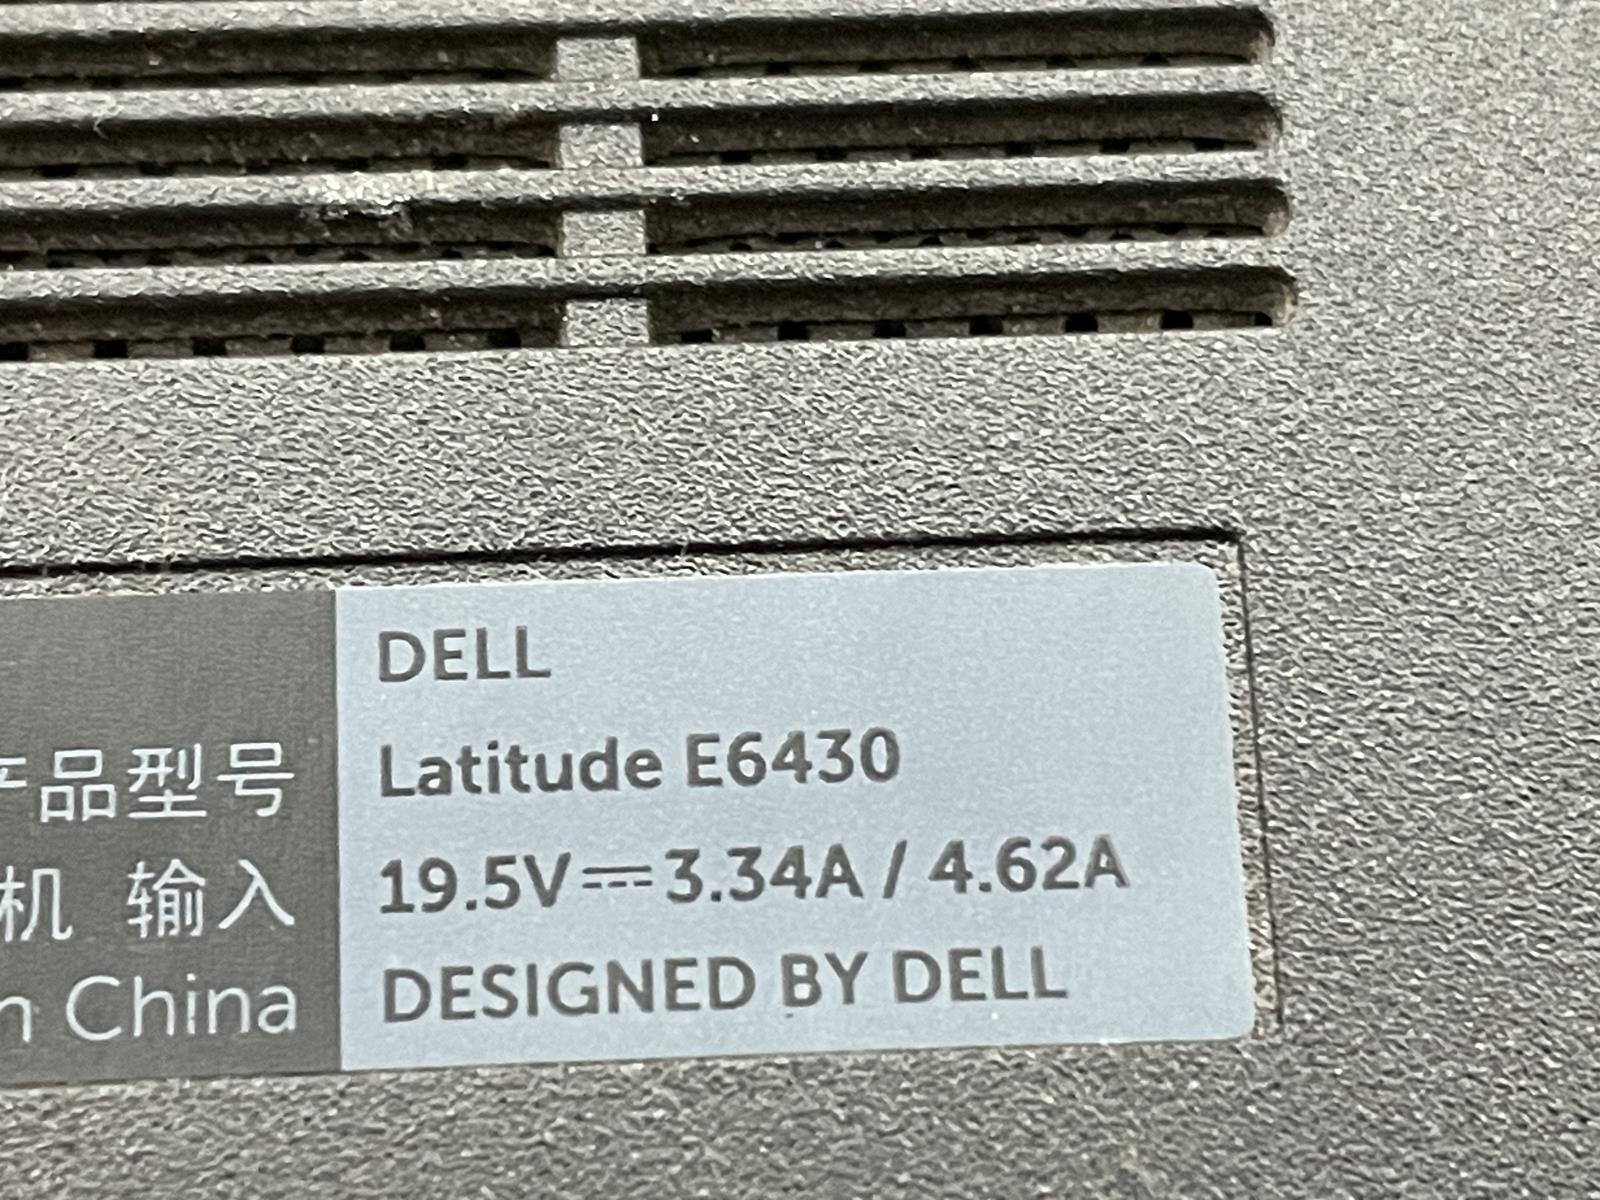 DELL
产品型号 Latitude E6430
机 输入 19.5V⎓3.34A / 4.62A
China DESIGNED BY DELL